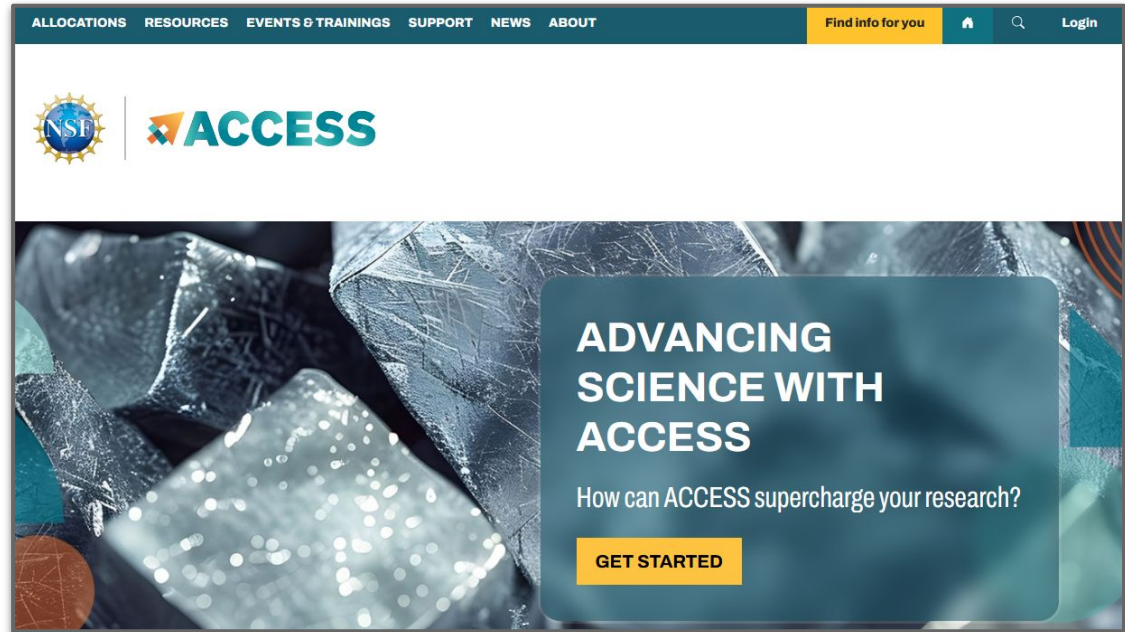 ALLOCATIONS RESOURCES EVENTS & TRAININGS SUPPORT NEWS ABOUT Find info for you Login
NSF ACCESS
ADVANCING
SCIENCE WITH
ACCESS
How can ACCESS supercharge your research?
GET STARTED